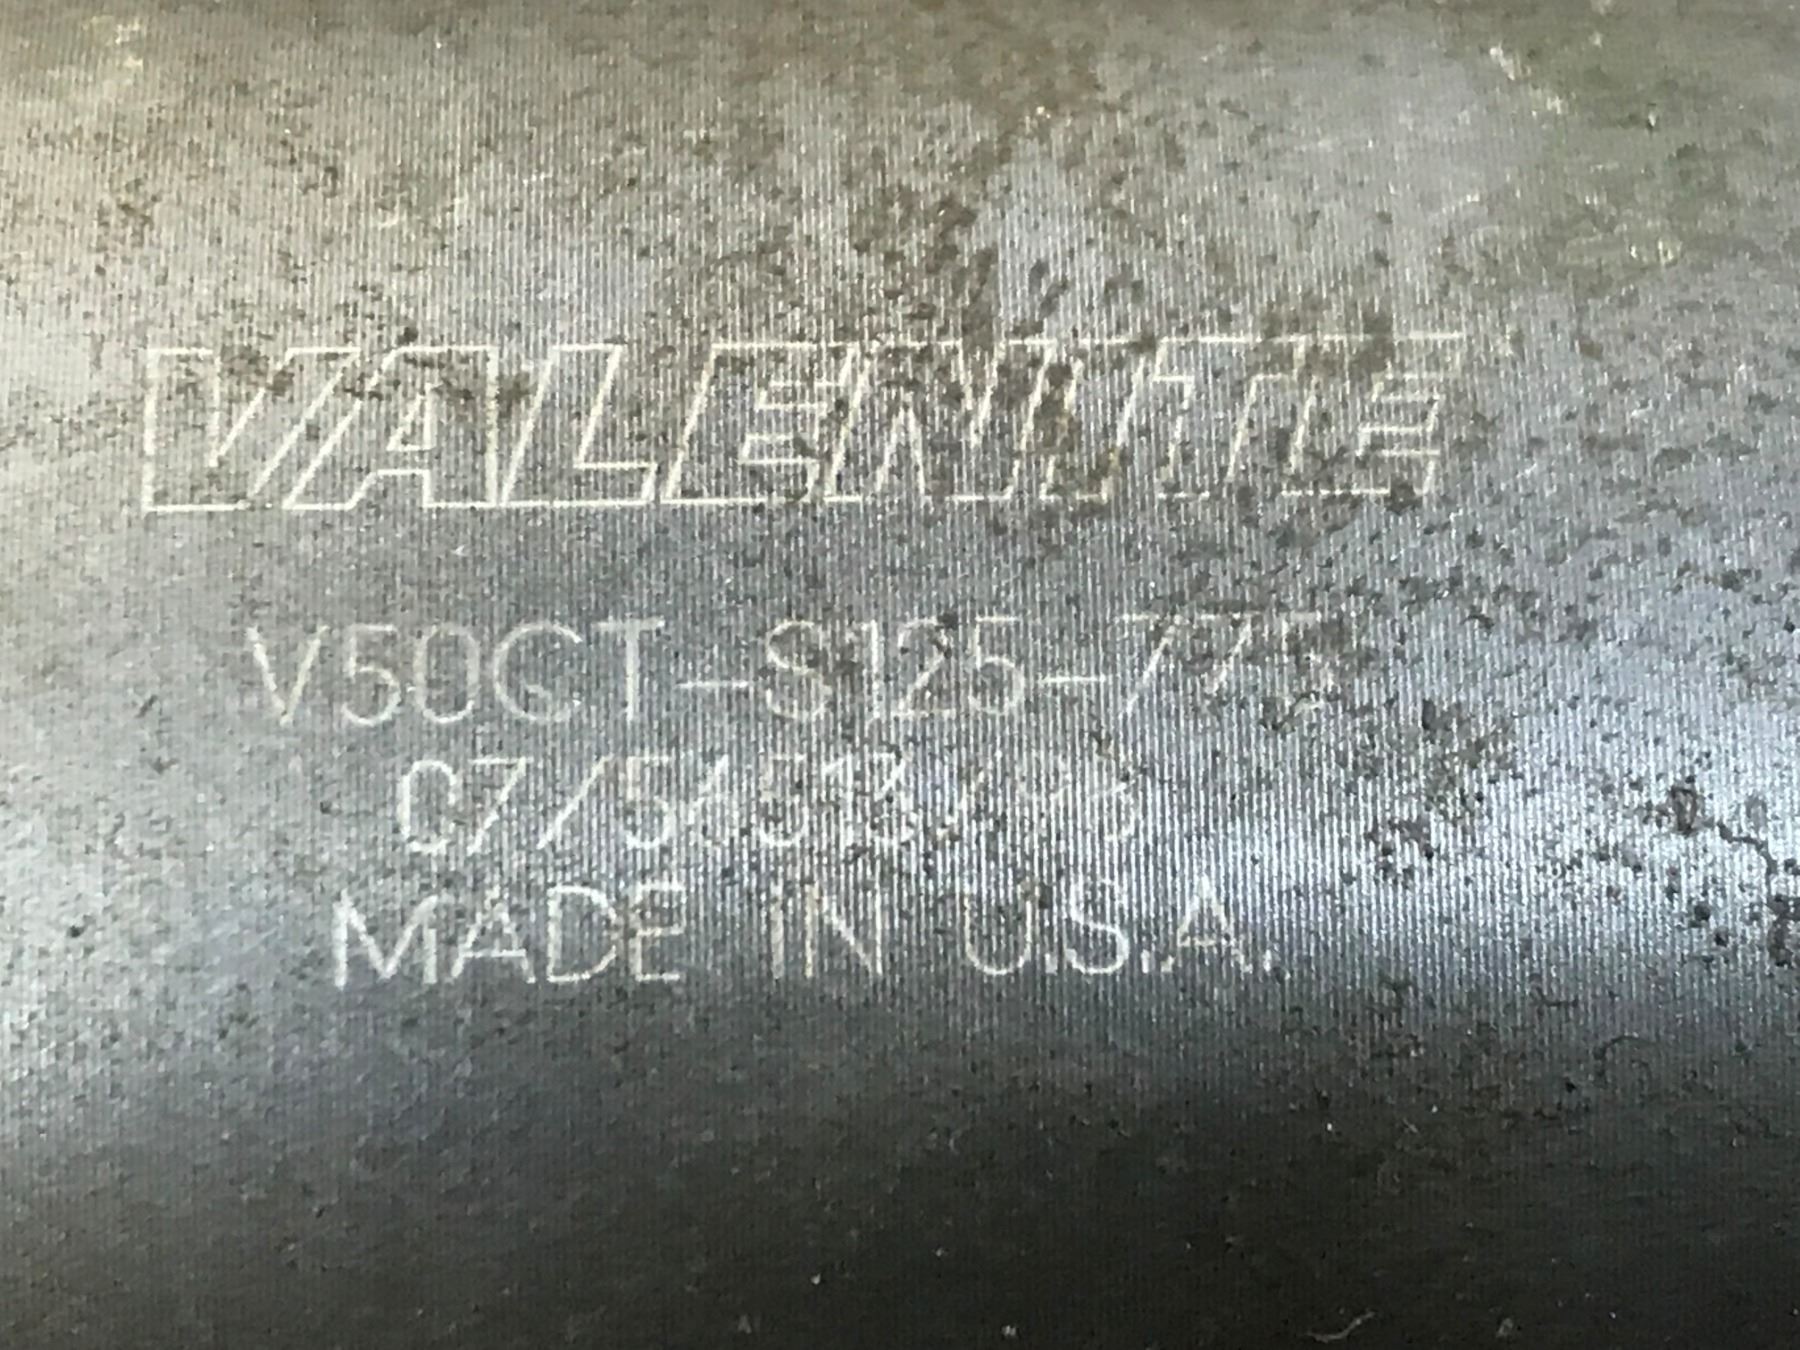 VALENITE
V50CT-S125-775
MADE IN U.S.A.